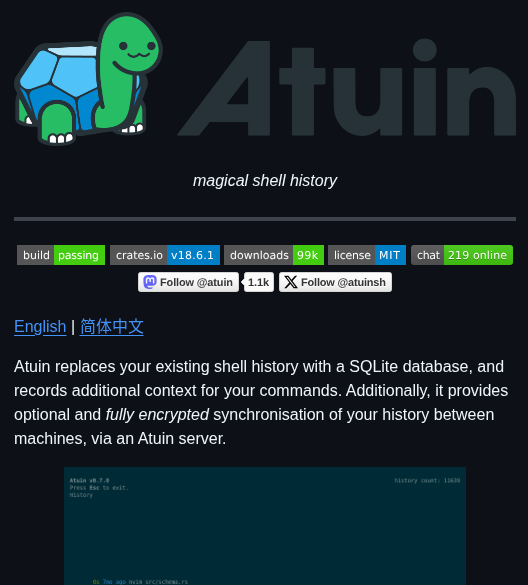 Atuin
magical shell history
build passing crates.io v18.6.1 downloads 99k license MIT chat 219 online
Follow @atuin 1.1k Follow @atuinsh
English | 简体中文
Atuin replaces your existing shell history with a SQLite database, and
records additional context for your commands. Additionally, it provides
optional and fully encrypted synchronisation of your history between
machines, via an Atuin server.
Atuin v0.7.0 history count: 11620
Press Esc to exit.
History
0s 7mo ago nvim src/schema.rs